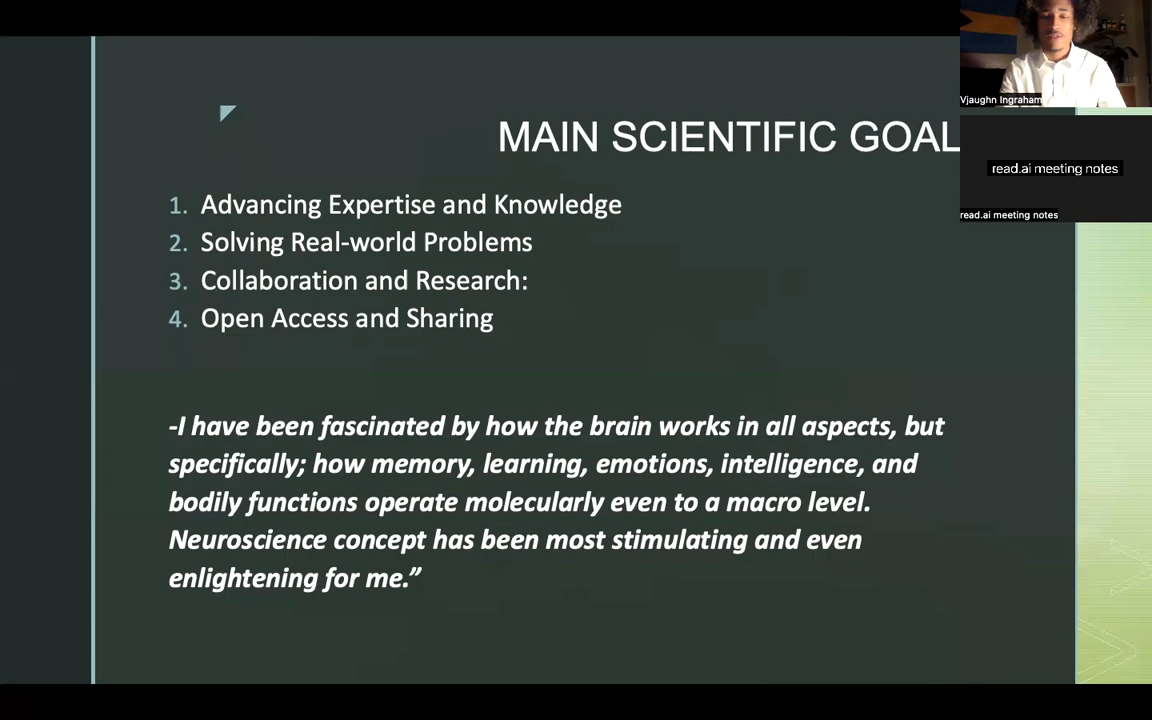 MAIN SCIENTIFIC GOAL
1. Advancing Expertise and Knowledge
2. Solving Real-world Problems
3. Collaboration and Research:
4. Open Access and Sharing
-I have been fascinated by how the brain works in all aspects, but
specifically; how memory, learning, emotions, intelligence, and
bodily functions operate molecularly even to a macro level.
Neuroscience concept has been most stimulating and even
enlightening for me.”
Vjaughn Ingraham
read.ai meeting notes
read.ai meeting notes